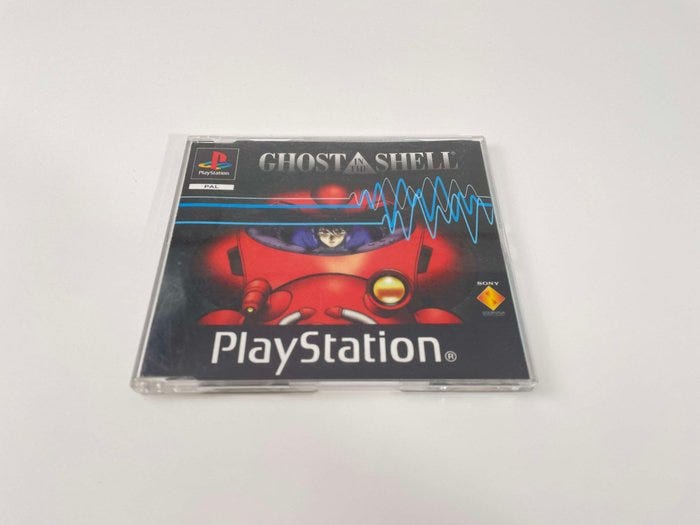 PlayStation
PAL
GHOST IN THE SHELL®
SONY
PlayStation®